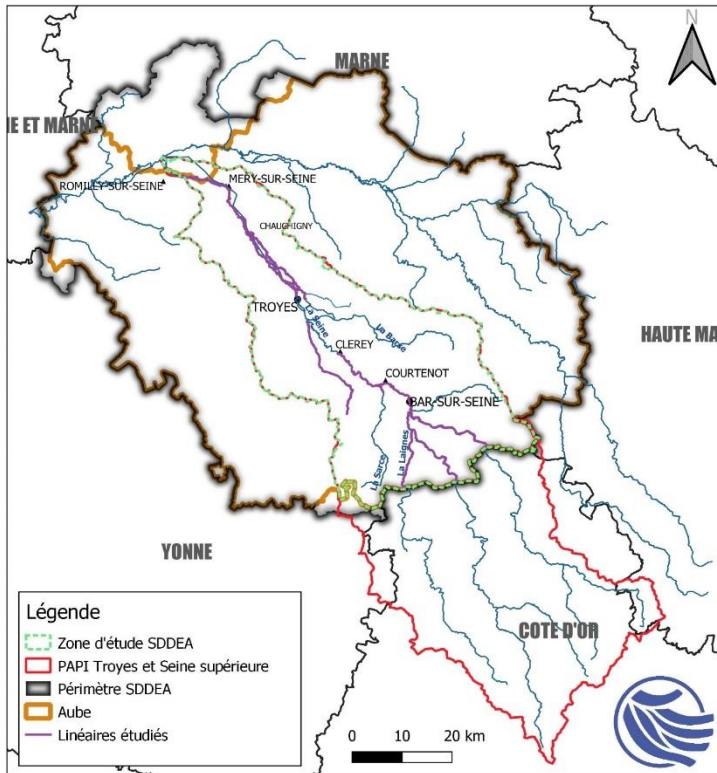 N
MARNE
NE ET MARNE
ROMILLY-SUR-SEINE
MERY-SUR-SEINE
CHAUCHIGNY
TROYES
La Seine
La Barse
CLEREY
HAUTE MA
COURTENOT
BAR-SUR-SEINE
La Sarce
La Laignes
YONNE
COTE D'OR
Légende
Zone d'étude SDDEA
PAPI Troyes et Seine supérieure
Périmètre SDDEA
Aube
Linéaires étudiés
0 10 20 km